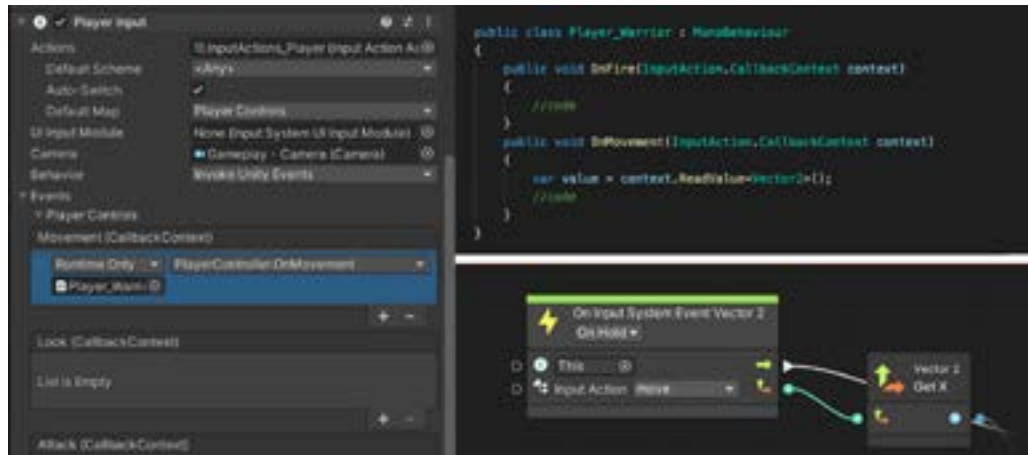 Player Input
Actions
InputActions_Player (Input Action As
Default Scheme
<Any>
Auto-Switch
Default Map
Player Controls
UI Input Module
None (Input System UI Input Module)
Camera
Gameplay - Camera (Camera)
Behavior
Invoke Unity Events
Events
Player Controls
Movement (CallbackContext)
Runtime Only
PlayerController.OnMovement
Player_Warri
+ -
Look (CallbackContext)
List is Empty
+ -
Attack (CallbackContext)
public class Player_Warrior : MonoBehaviour
{
public void OnFire(InputAction.CallbackContext context)
{
//code
}
public void OnMovement(InputAction.CallbackContext context)
{
var value = context.ReadValue<Vector2>();
//code
}
}
On Input System Event Vector 2
On Hold
This
Input Action move
Vector 2
Get X